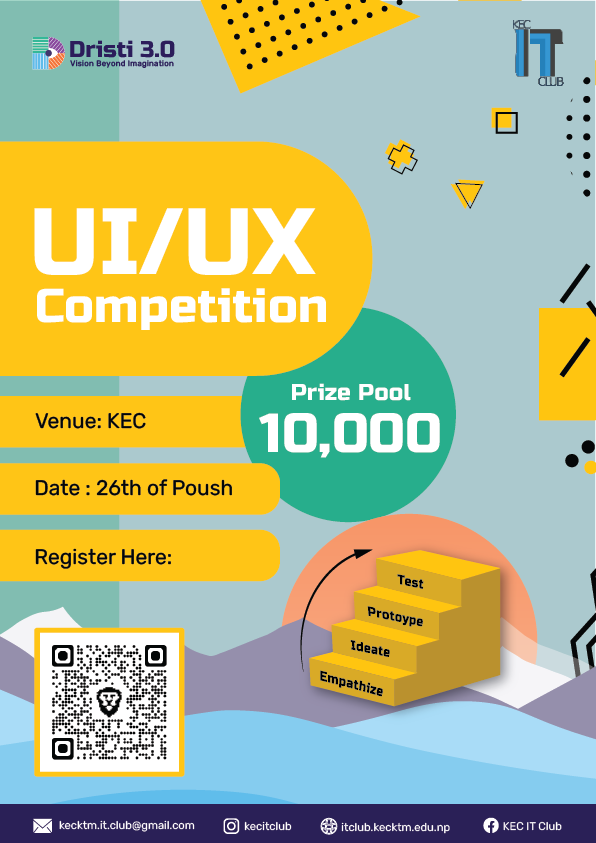 Dristi 3.0
Vision Beyond Imagination
KEC
IT
CLUB
UI/UX
Competition
Prize Pool
10,000
Venue: KEC
Date : 26th of Poush
Register Here:
Test
Protoype
Ideate
Empathize
kecktm.it.club@gmail.com
kecitclub
itclub.kecktm.edu.np
KEC IT Club